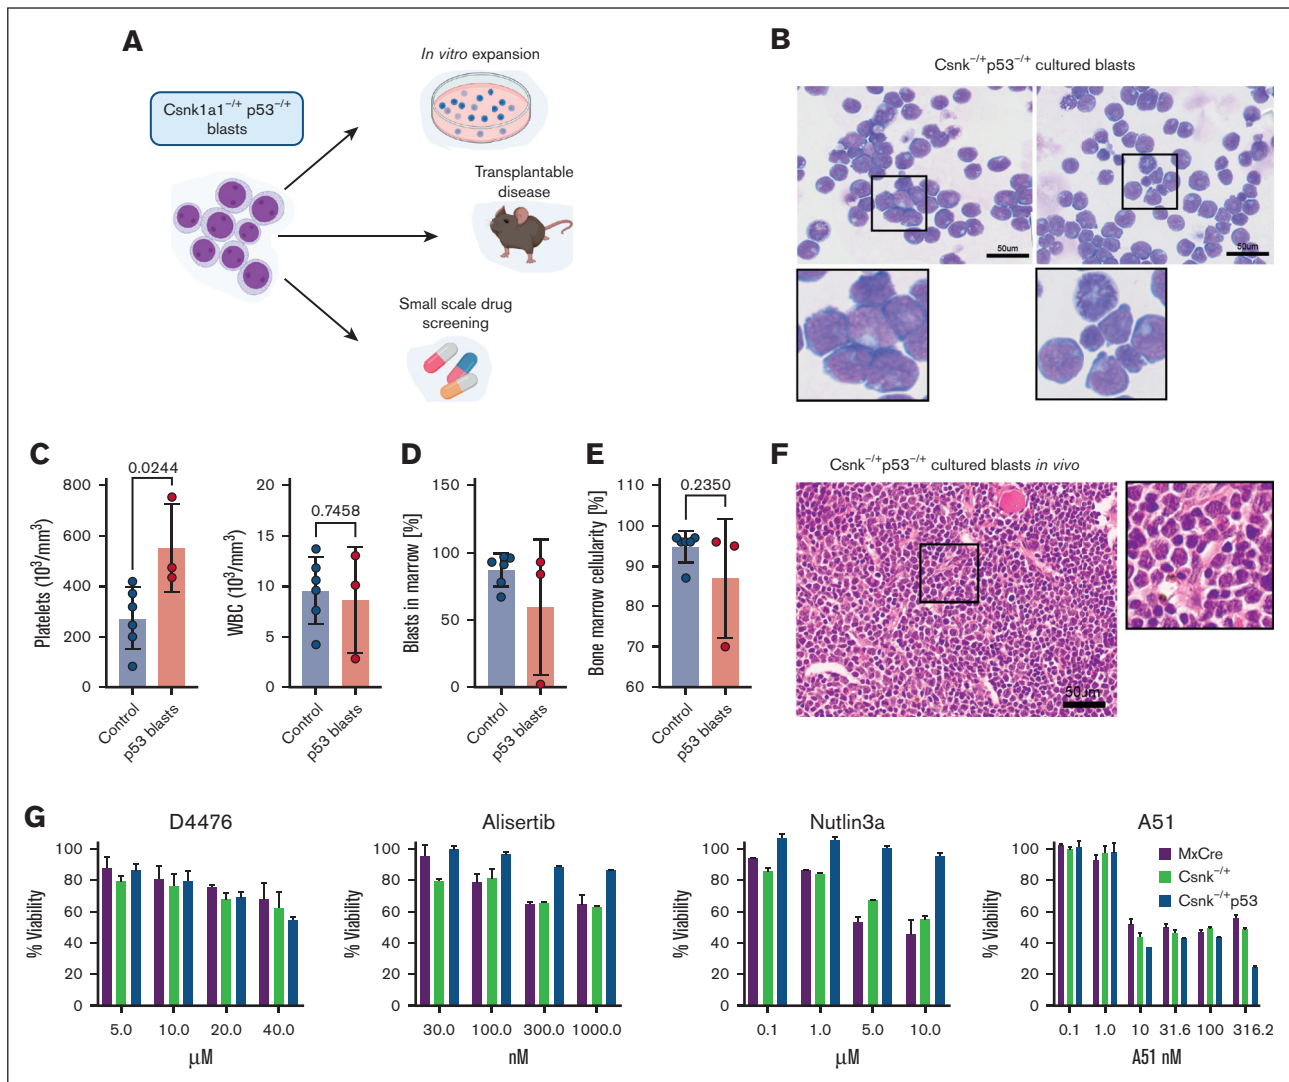 A
Csnk1a1⁻/⁺ p53⁻/⁺
blasts
In vitro expansion
Transplantable
disease
Small scale drug
screening
B
Csnk⁻/⁺p53⁻/⁺ cultured blasts
50um
50um
C
Platelets (10³/mm³)
800
600
400
200
0
0.0244
Control
p53 blasts
WBC (10³/mm³)
20
15
10
5
0
0.7458
Control
p53 blasts
D
Blasts in marrow [%]
150
100
50
0
Control
p53 blasts
E
Bone marrow cellularity [%]
110
100
90
80
70
60
0.2350
Control
p53 blasts
F
Csnk⁻/⁺p53⁻/⁺ cultured blasts in vivo
50um
G
D4476
% Viability
100
80
60
40
20
0
5.0 10.0 20.0 40.0
μM
Alisertib
% Viability
100
80
60
40
20
0
30.0 100.0 300.0 1000.0
nM
Nutlin3a
% Viability
100
80
60
40
20
0
0.1 1.0 5.0 10.0
μM
A51
% Viability
100
80
60
40
20
0
0.1 1.0 10 31.6 100 316.2
A51 nM
MxCre
Csnk⁻/⁺
Csnk⁻/⁺p53